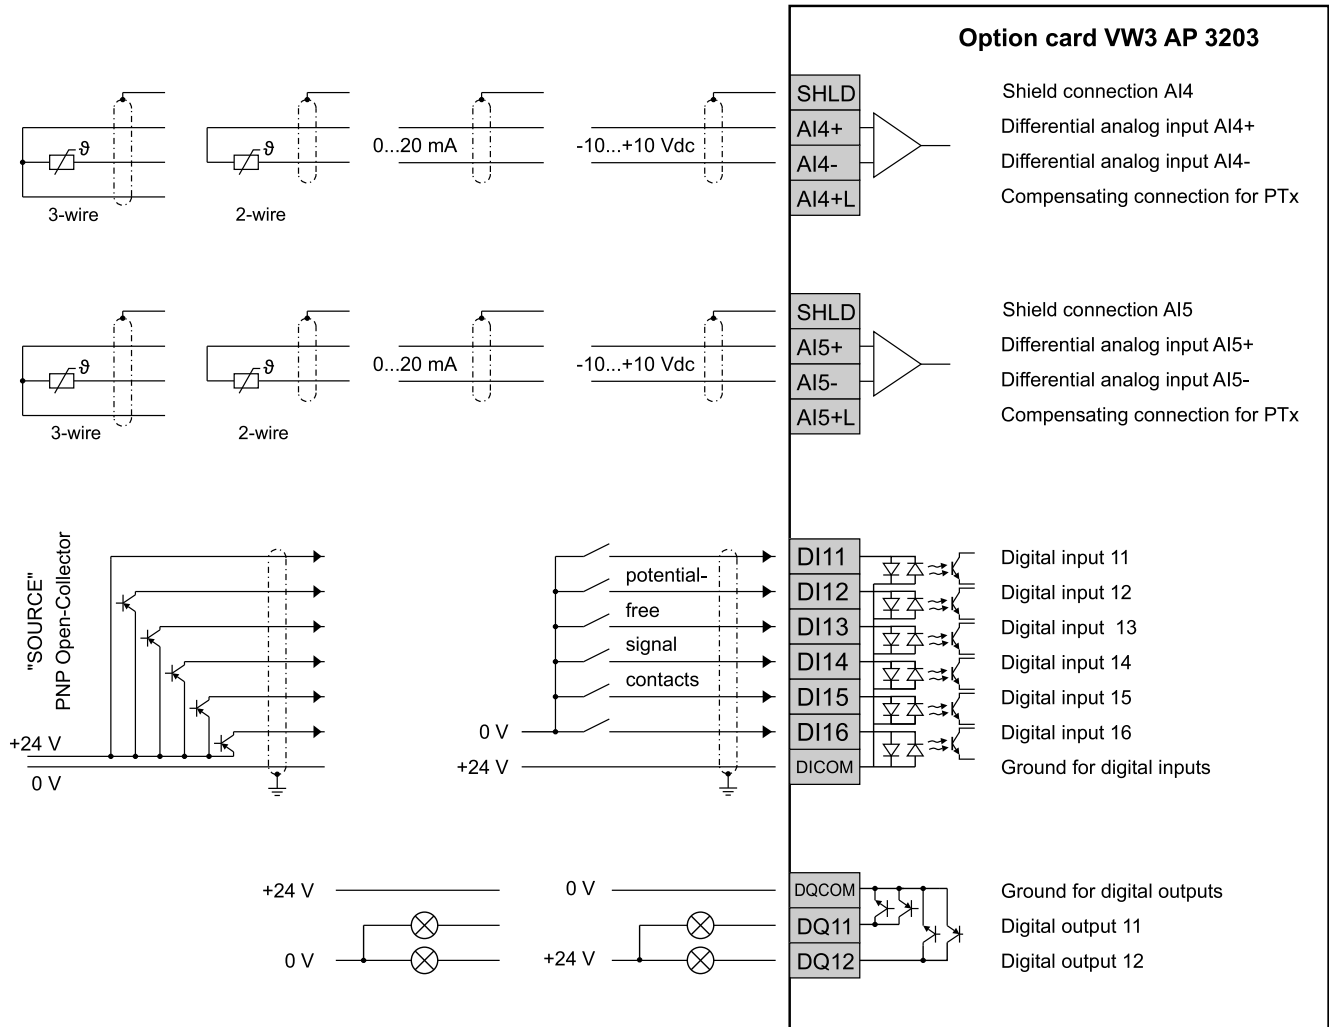 Option card VW3 AP 3203
SHLD Shield connection AI4
AI4+ Differential analog input AI4+
0...20 mA -10...+10 Vdc
AI4- Differential analog input AI4-
AI4+L Compensating connection for PTx
ϑ ϑ
3-wire 2-wire
SHLD Shield connection AI5
AI5+ Differential analog input AI5+
0...20 mA -10...+10 Vdc
AI5- Differential analog input AI5-
AI5+L Compensating connection for PTx
ϑ ϑ
3-wire 2-wire
"SOURCE"
PNP Open-Collector
+24 V
0 V
potential-
free
signal
contacts
0 V
+24 V
DI11 Digital input 11
DI12 Digital input 12
DI13 Digital input 13
DI14 Digital input 14
DI15 Digital input 15
DI16 Digital input 16
DICOM Ground for digital inputs
+24 V 0 V DQCOM Ground for digital outputs
DQ11 Digital output 11
0 V +24 V DQ12 Digital output 12